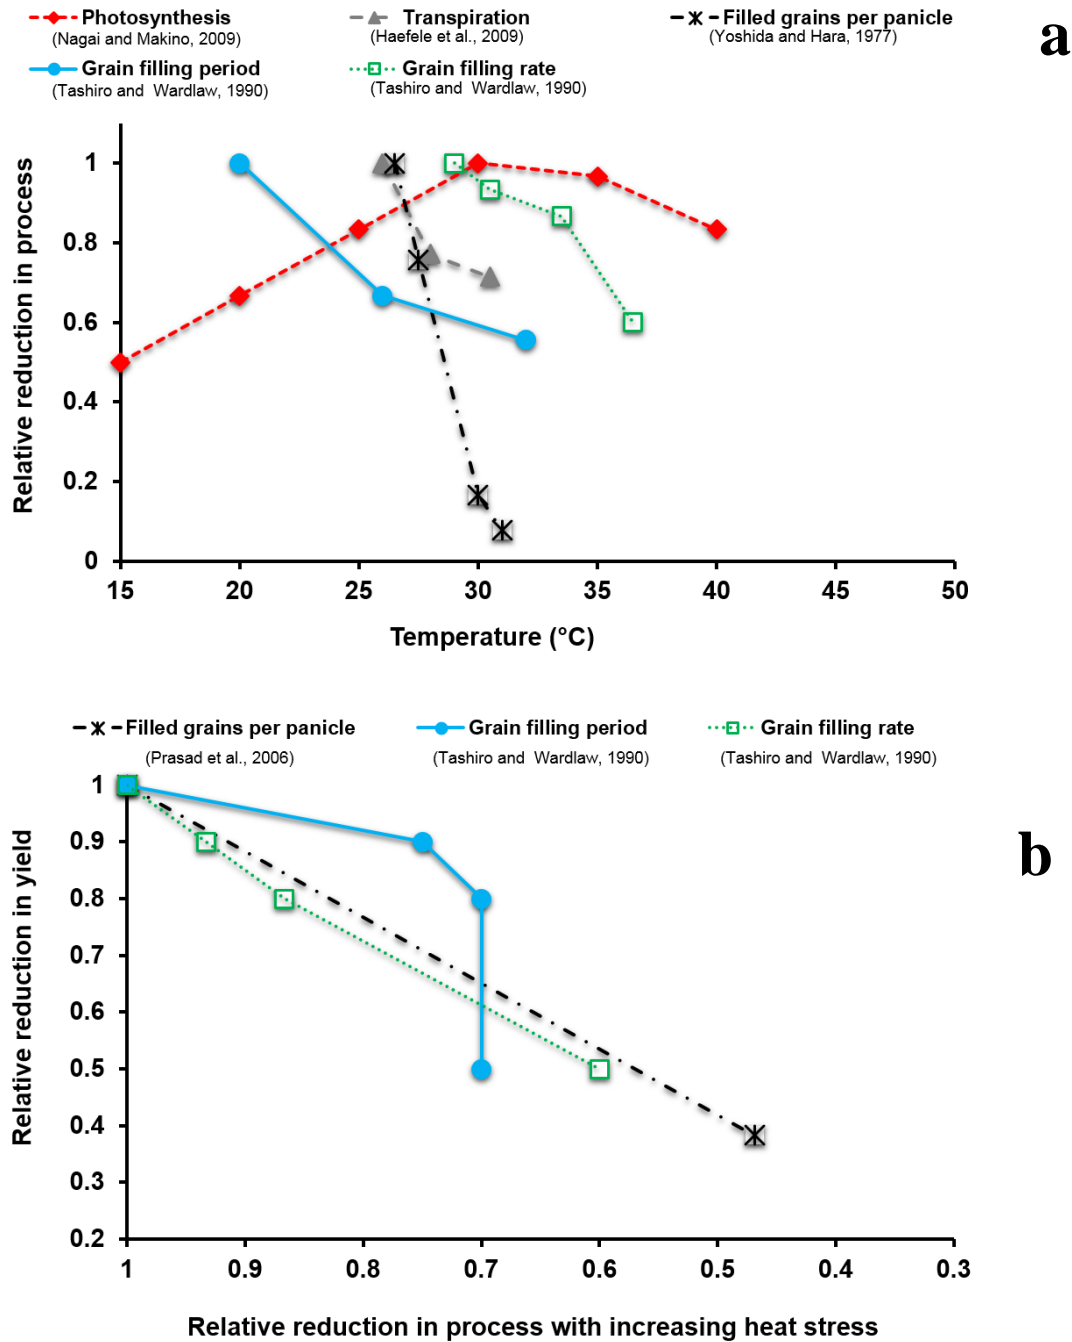 Photosynthesis
(Nagai and Makino, 2009)
Transpiration
(Haefele et al., 2009)
Filled grains per panicle
(Yoshida and Hara, 1977)
a
Grain filling period
(Tashiro and Wardlaw, 1990)
Grain filling rate
(Tashiro and Wardlaw, 1990)
Relative reduction in process
1
0.8
0.6
0.4
0.2
0
15 20 25 30 35 40 45 50
Temperature (°C)
Filled grains per panicle
(Prasad et al., 2006)
Grain filling period
(Tashiro and Wardlaw, 1990)
Grain filling rate
(Tashiro and Wardlaw, 1990)
b
Relative reduction in yield
1
0.9
0.8
0.7
0.6
0.5
0.4
0.3
0.2
1 0.9 0.8 0.7 0.6 0.5 0.4 0.3
Relative reduction in process with increasing heat stress